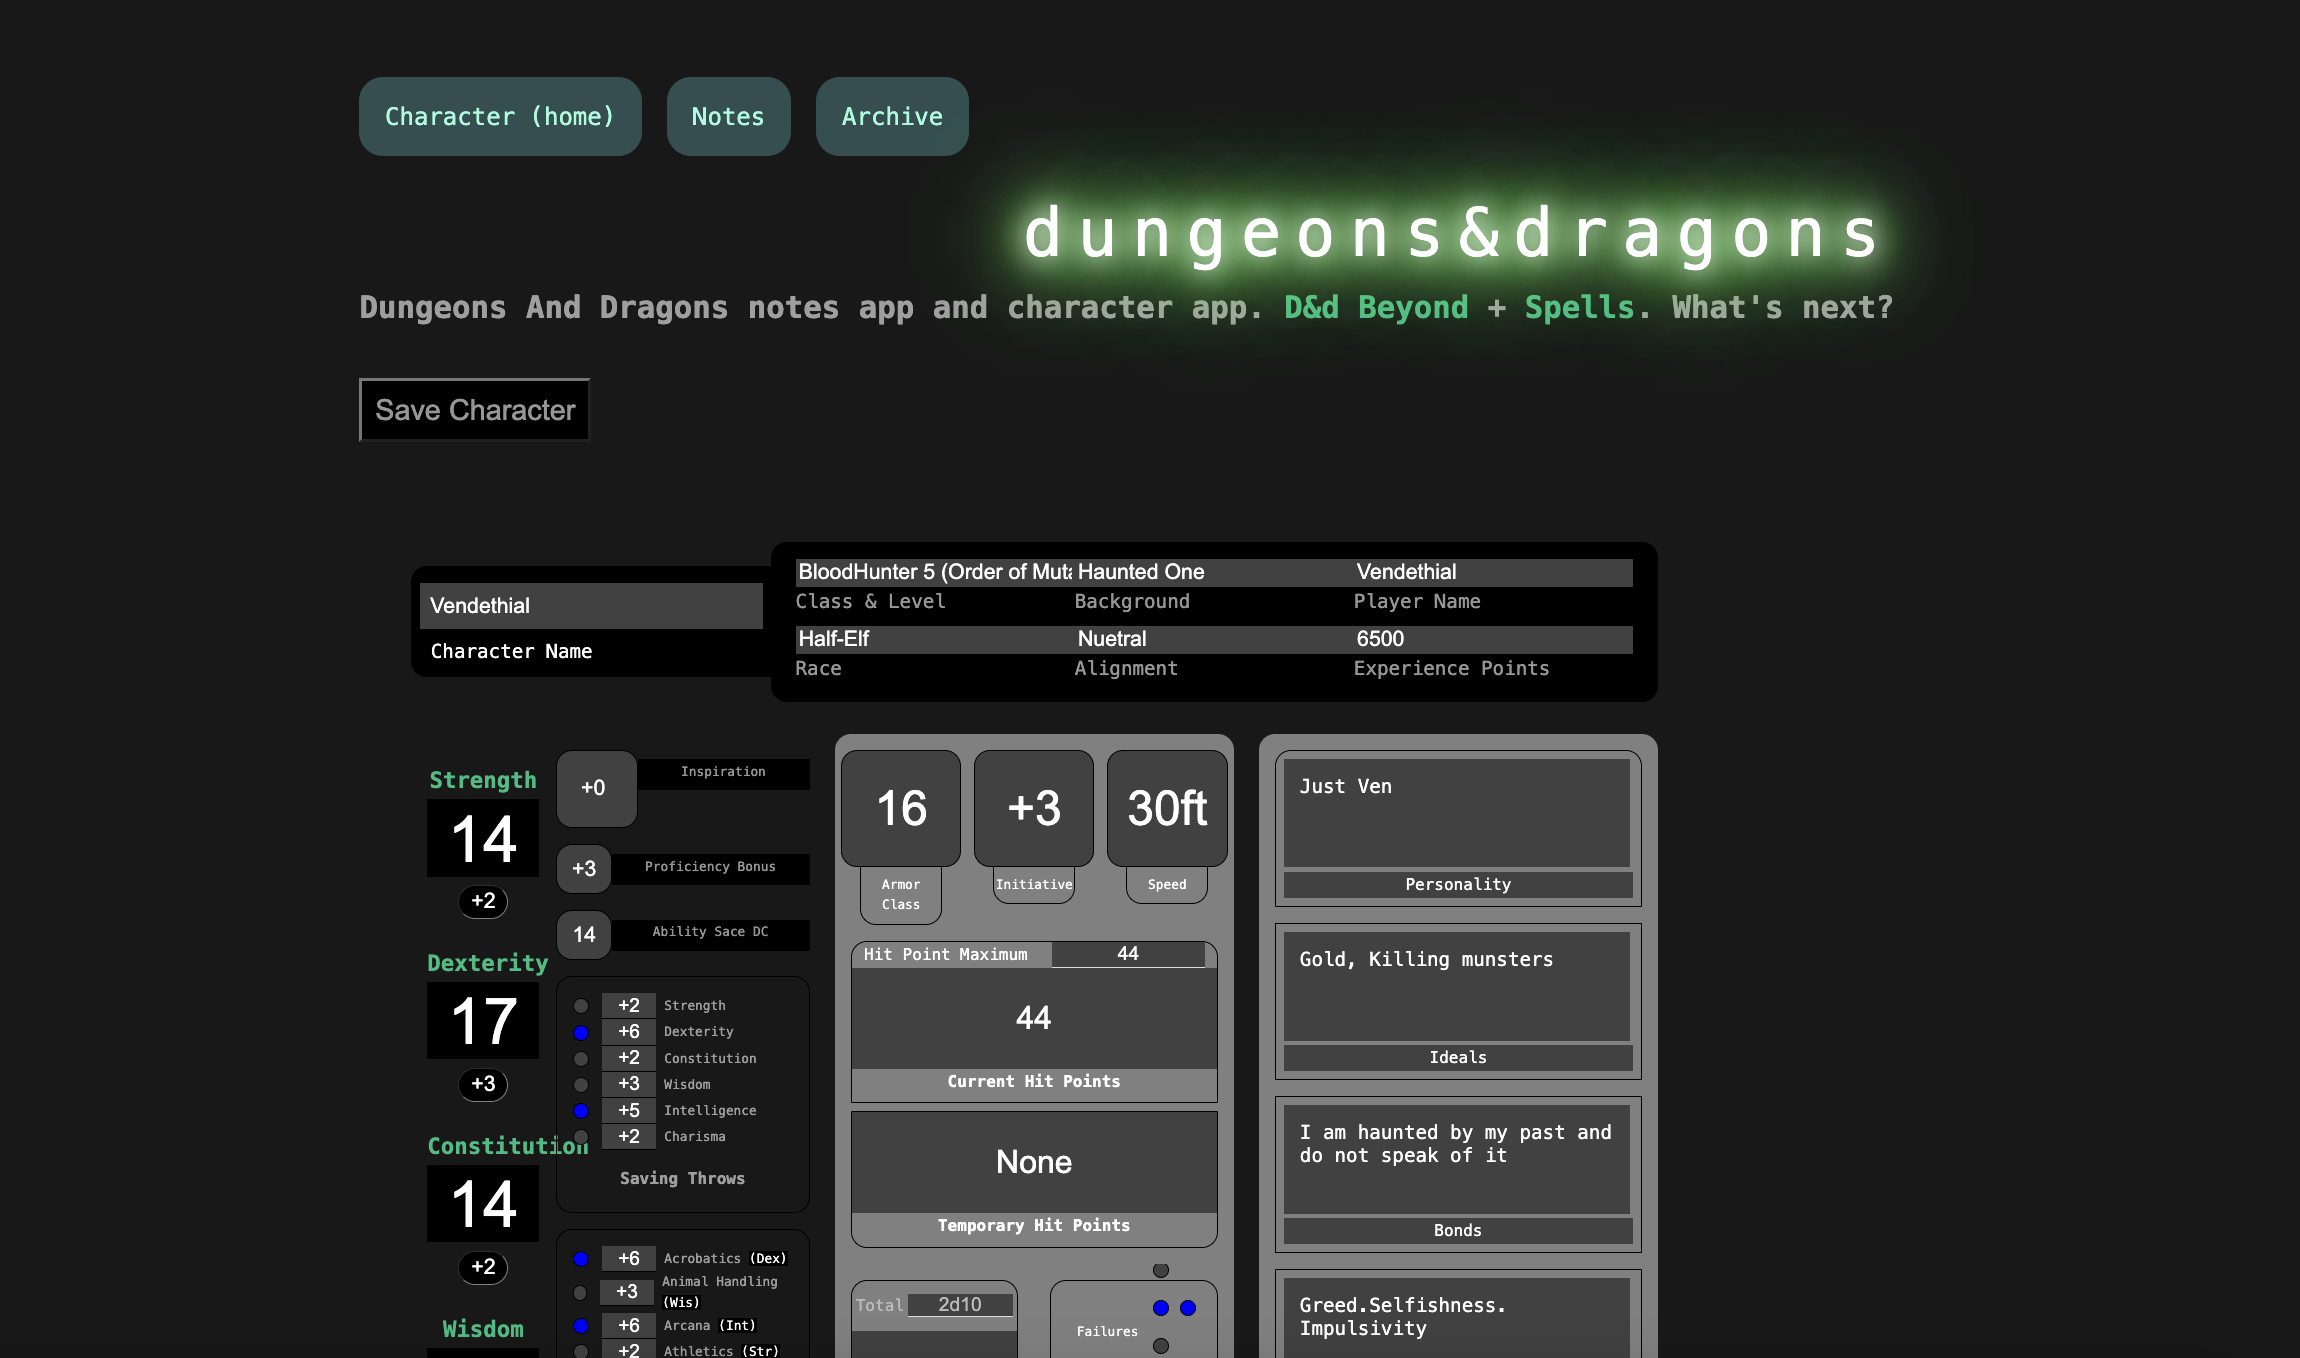 Character (home) Notes Archive
dungeons&dragons
Dungeons And Dragons notes app and character app. D&d Beyond + Spells. What's next?
Save Character
Vendethial
Character Name
BloodHunter 5 (Order of Muta Haunted One Vendethial
Class & Level Background Player Name
Half-Elf Nuetral 6500
Race Alignment Experience Points
Strength
14
+2
Dexterity
17
+3
Constitution
14
+2
Wisdom
+0 Inspiration
+3 Proficiency Bonus
14 Ability Sace DC
+2 Strength
+6 Dexterity
+2 Constitution
+3 Wisdom
+5 Intelligence
+2 Charisma
Saving Throws
+6 Acrobatics (Dex)
+3 Animal Handling
(Wis)
+6 Arcana (Int)
+2 Athletics (Str)
16 +3 30ft
Armor
Class
Initiative
Speed
Hit Point Maximum 44
44
Current Hit Points
None
Temporary Hit Points
Total 2d10
Failures
Just Ven
Personality
Gold, Killing munsters
Ideals
I am haunted by my past and
do not speak of it
Bonds
Greed.Selfishness.
Impulsivity